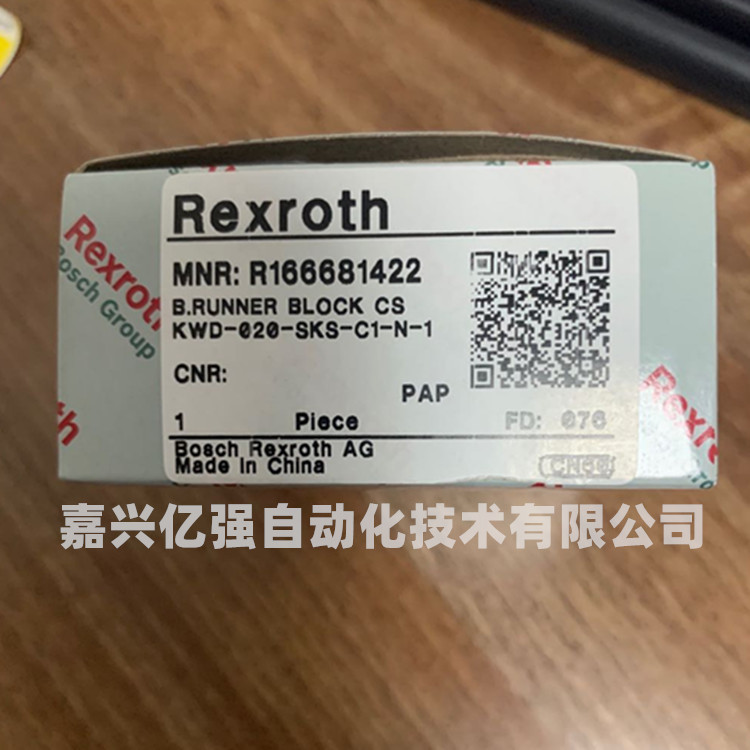 Rexroth
Bosch Group
Rexroth
MNR: R166681422
B.RUNNER BLOCK CS
KWD-020-SKS-C1-N-1
CNR:
PAP
1 Piece FD: 076
Bosch Rexroth AG
Made in China
嘉兴亿强自动化技术有限公司